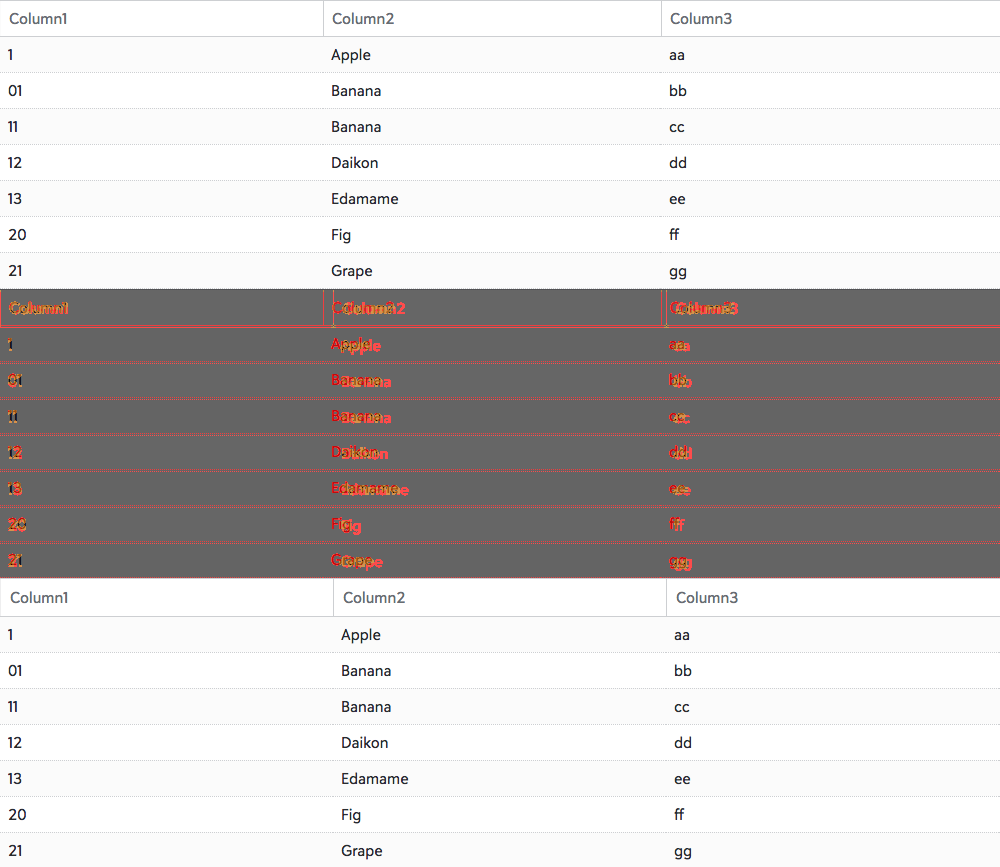 Column1 Column2 Column3
1 Apple aa
01 Banana bb
11 Banana cc
12 Daikon dd
13 Edamame ee
20 Fig ff
21 Grape gg
Column1 Column2 Column3
1 Apple aa
01 Banana bb
11 Banana cc
12 Daikon dd
13 Edamame ee
20 Fig ff
21 Grape gg
Column1 Column2 Column3
1 Apple aa
01 Banana bb
11 Banana cc
12 Daikon dd
13 Edamame ee
20 Fig ff
21 Grape gg